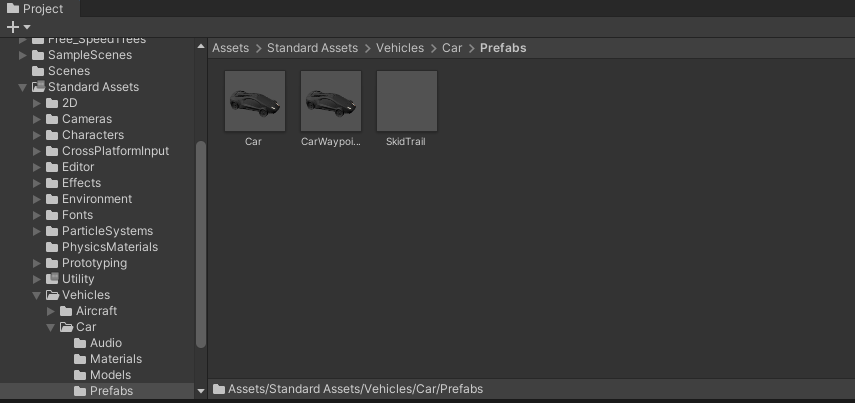 Project
Free_SpeedTrees
SampleScenes
Scenes
Standard Assets
2D
Cameras
Characters
CrossPlatformInput
Editor
Effects
Environment
Fonts
ParticleSystems
PhysicsMaterials
Prototyping
Utility
Vehicles
Aircraft
Car
Audio
Materials
Models
Prefabs
Assets > Standard Assets > Vehicles > Car > Prefabs
Car
CarWaypoi...
SkidTrail
Assets/Standard Assets/Vehicles/Car/Prefabs